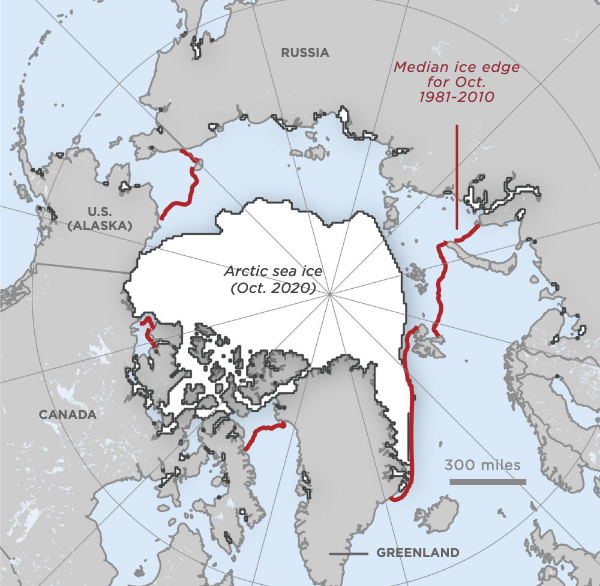 RUSSIA
Median ice edge
for Oct.
1981-2010
U.S.
(ALASKA)
Arctic sea ice
(Oct. 2020)
CANADA
300 miles
GREENLAND